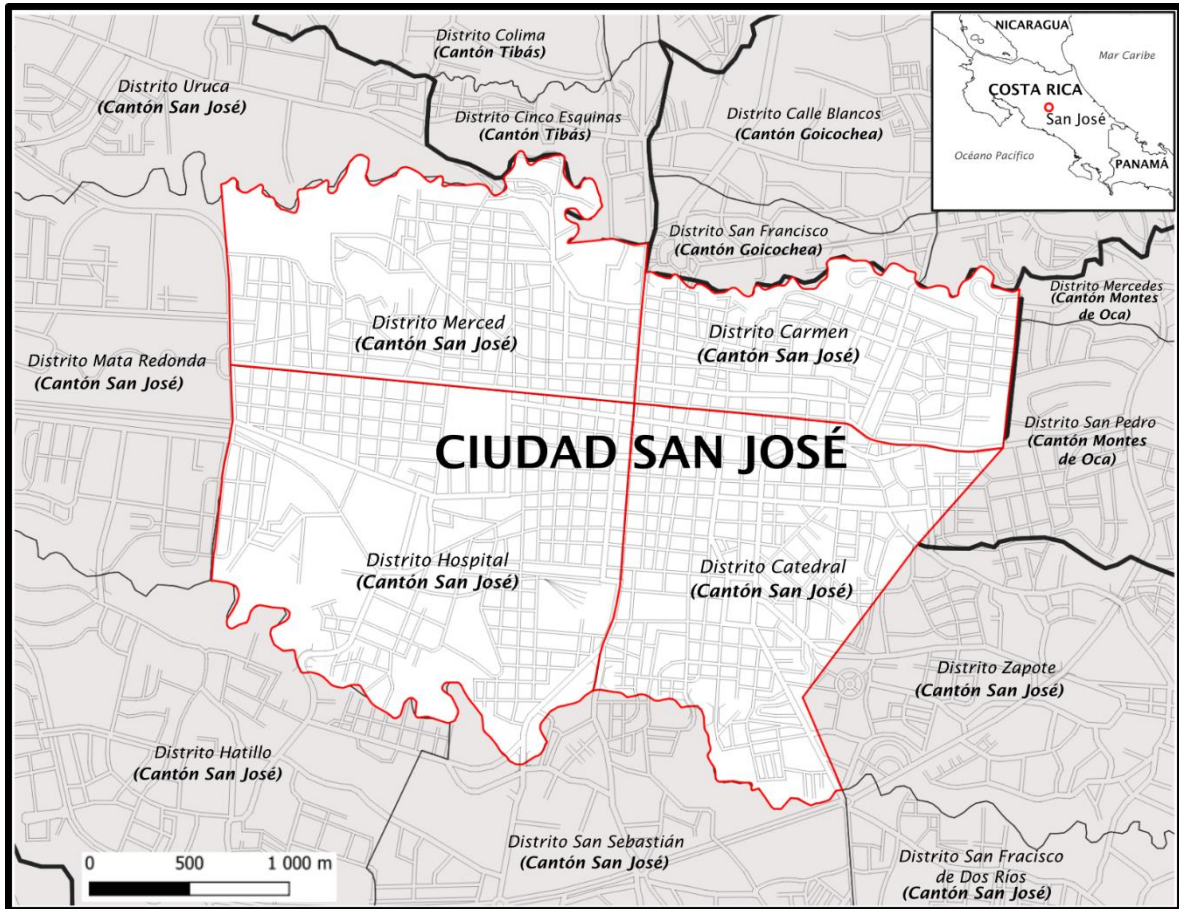 Distrito Colima
(Cantón Tibás)
Distrito Uruca
(Cantón San José)
Distrito Cinco Esquinas
(Cantón Tibás)
Distrito Calle Blancos
(Cantón Goicochea)
NICARAGUA
Mar Caribe
COSTA RICA
San José
Océano Pacífico
PANAMÁ
Distrito San Francisco
(Cantón Goicochea)
Distrito Mercedes
(Cantón Montes
de Oca)
Distrito Merced
(Cantón San José)
Distrito Carmen
(Cantón San José)
Distrito Mata Redonda
(Cantón San José)
Distrito San Pedro
(Cantón Montes
de Oca)
CIUDAD SAN JOSÉ
Distrito Hospital
(Cantón San José)
Distrito Catedral
(Cantón San José)
Distrito Zapote
(Cantón San José)
Distrito Hatillo
(Cantón San José)
Distrito San Sebastián
(Cantón San José)
Distrito San Fracisco
de Dos Ríos
(Cantón San José)
0 500 1 000 m